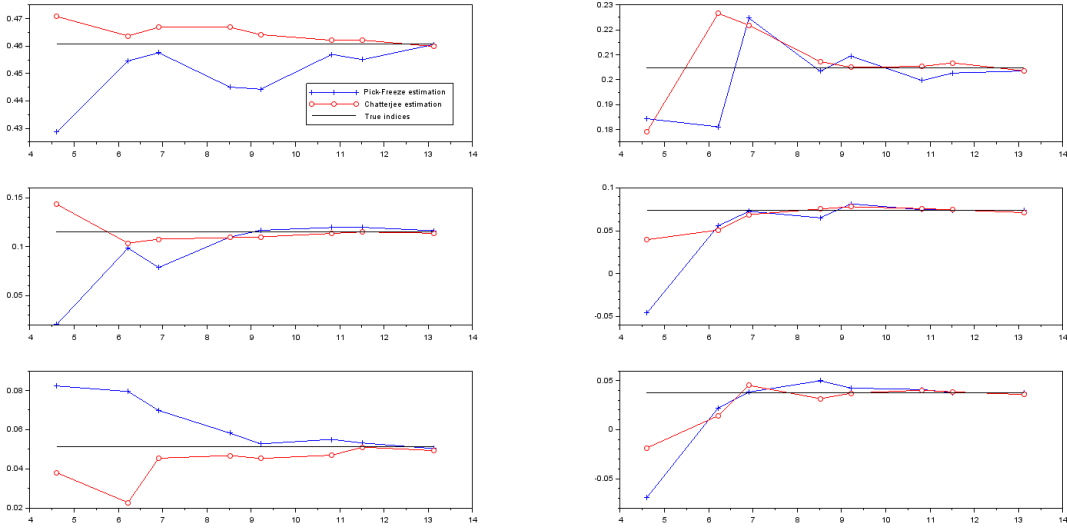 0.47
0.46
0.45
0.44
0.43
Pick-Freeze estimation
Chatterjee estimation
True indices
4 5 6 7 8 9 10 11 12 13 14
0.23
0.22
0.21
0.2
0.19
0.18
4 5 6 7 8 9 10 11 12 13 14
0.15
0.1
0.05
4 5 6 7 8 9 10 11 12 13 14
0.1
0.05
0
-0.05
4 5 6 7 8 9 10 11 12 13 14
0.08
0.06
0.04
0.02
4 5 6 7 8 9 10 11 12 13 14
0.05
0
-0.05
4 5 6 7 8 9 10 11 12 13 14